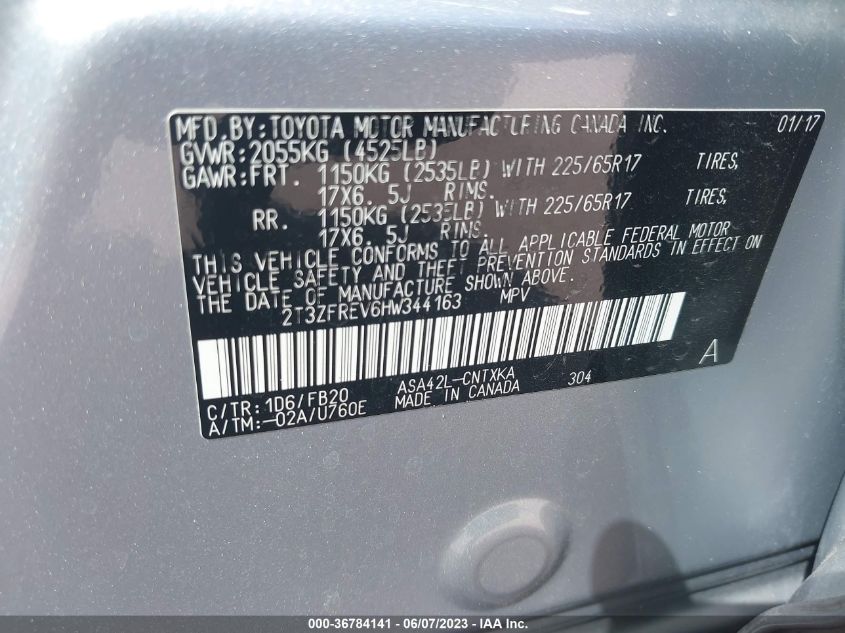 MFD. BY: TOYOTA MOTOR MANUFACTURING CANADA INC. 01/17
GVWR: 2055KG (4525LB)
GAWR: FRT. 1150KG (2535LB) WITH 225/65R17 TIRES,
17X6. 5J RIMS.
RR. 1150KG (2535LB) WITH 225/65R17 TIRES,
17X6. 5J RIMS.
THIS VEHICLE CONFORMS TO ALL APPLICABLE FEDERAL MOTOR
VEHICLE SAFETY AND THEFT PREVENTION STANDARDS IN EFFECT ON
THE DATE OF MANUFACTURE SHOWN ABOVE.
2T3ZFREV6HW344163 MPV
A
C/TR: 1D6/FB20 ASA42L-CNTXKA 304
A/TM:-02A/U760E MADE IN CANADA
000-36784141 - 06/07/2023 - IAA Inc.